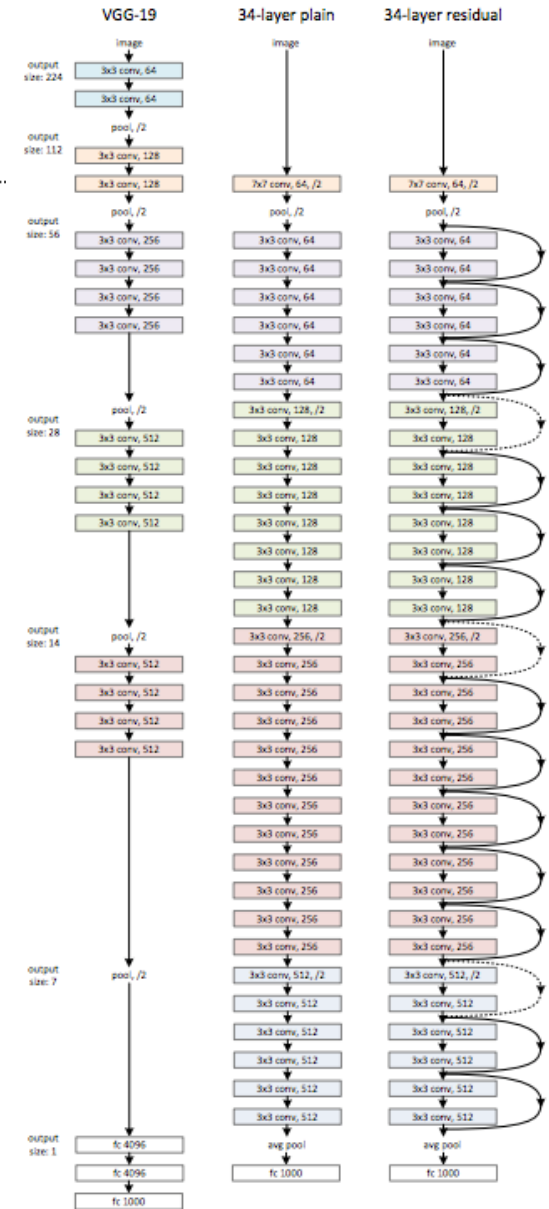 output
size: 224
output
size: 112
output
size: 56
output
size: 28
output
size: 14
output
size: 7
output
size: 1
VGG-19
image
3x3 conv, 64
3x3 conv, 64
pool, /2
3x3 conv, 128
3x3 conv, 128
pool, /2
3x3 conv, 256
3x3 conv, 256
3x3 conv, 256
3x3 conv, 256
pool, /2
3x3 conv, 512
3x3 conv, 512
3x3 conv, 512
3x3 conv, 512
pool, /2
3x3 conv, 512
3x3 conv, 512
3x3 conv, 512
3x3 conv, 512
pool, /2
fc 4096
fc 4096
fc 1000
34-layer plain
image
7x7 conv, 64, /2
pool, /2
3x3 conv, 64
3x3 conv, 64
3x3 conv, 64
3x3 conv, 64
3x3 conv, 64
3x3 conv, 64
3x3 conv, 128, /2
3x3 conv, 128
3x3 conv, 128
3x3 conv, 128
3x3 conv, 128
3x3 conv, 128
3x3 conv, 128
3x3 conv, 128
3x3 conv, 256, /2
3x3 conv, 256
3x3 conv, 256
3x3 conv, 256
3x3 conv, 256
3x3 conv, 256
3x3 conv, 256
3x3 conv, 256
3x3 conv, 256
3x3 conv, 256
3x3 conv, 256
3x3 conv, 256
3x3 conv, 512, /2
3x3 conv, 512
3x3 conv, 512
3x3 conv, 512
3x3 conv, 512
3x3 conv, 512
avg pool
fc 1000
34-layer residual
image
7x7 conv, 64, /2
pool, /2
3x3 conv, 64
3x3 conv, 64
3x3 conv, 64
3x3 conv, 64
3x3 conv, 64
3x3 conv, 64
3x3 conv, 128, /2
3x3 conv, 128
3x3 conv, 128
3x3 conv, 128
3x3 conv, 128
3x3 conv, 128
3x3 conv, 128
3x3 conv, 128
3x3 conv, 256, /2
3x3 conv, 256
3x3 conv, 256
3x3 conv, 256
3x3 conv, 256
3x3 conv, 256
3x3 conv, 256
3x3 conv, 256
3x3 conv, 256
3x3 conv, 256
3x3 conv, 256
3x3 conv, 256
3x3 conv, 512, /2
3x3 conv, 512
3x3 conv, 512
3x3 conv, 512
3x3 conv, 512
3x3 conv, 512
avg pool
fc 1000